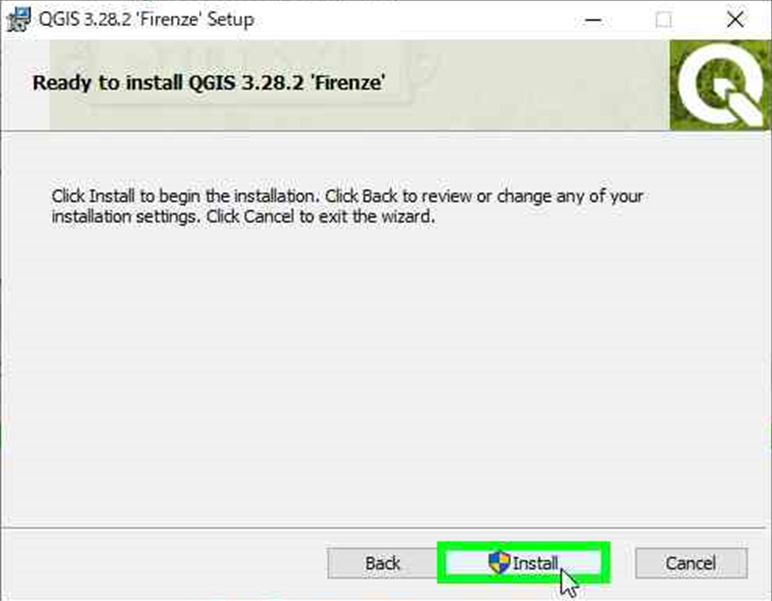 QGIS 3.28.2 'Firenze' Setup
Ready to install QGIS 3.28.2 'Firenze'
Click Install to begin the installation. Click Back to review or change any of your
installation settings. Click Cancel to exit the wizard.
Back
Install
Cancel